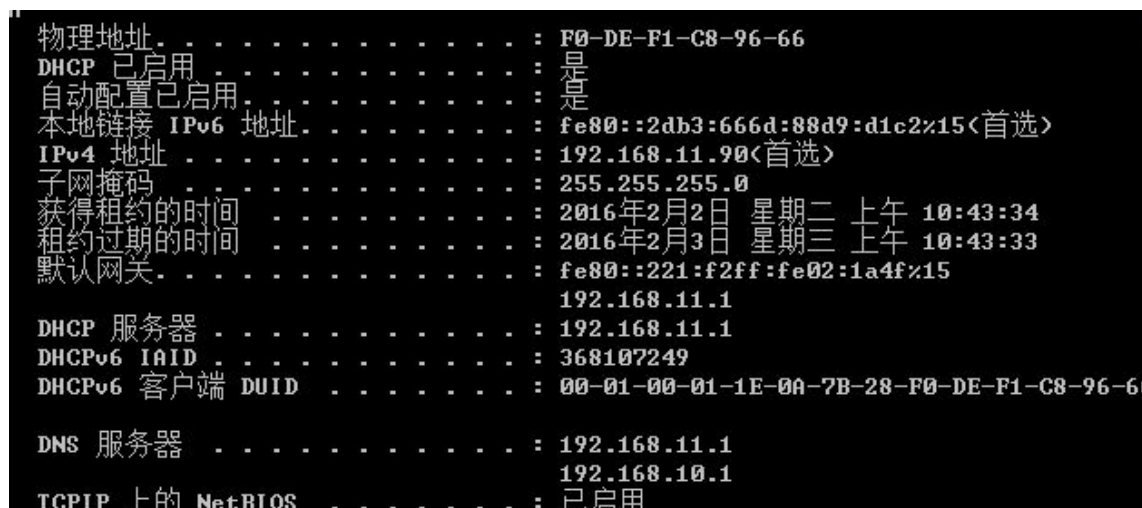 物理地址. . . . . . . . . . . . . : F0-DE-F1-C8-96-66
DHCP 已启用 . . . . . . . . . . . : 是
自动配置已启用. . . . . . . . . . : 是
本地链接 IPv6 地址. . . . . . . . : fe80::2db3:666d:88d9:d1c2%15(首选)
IPv4 地址 . . . . . . . . . . . . : 192.168.11.90(首选)
子网掩码 . . . . . . . . . . . . : 255.255.255.0
获得租约的时间 . . . . . . . . . : 2016年2月2日 星期二 上午 10:43:34
租约过期的时间 . . . . . . . . . : 2016年2月3日 星期三 上午 10:43:33
默认网关. . . . . . . . . . . . . : fe80::221:f2ff:fe02:1a4f%15
192.168.11.1
DHCP 服务器 . . . . . . . . . . . : 192.168.11.1
DHCPv6 IAID . . . . . . . . . . . : 368107249
DHCPv6 客户端 DUID . . . . . . . : 00-01-00-01-1E-0A-7B-28-F0-DE-F1-C8-96-6
DNS 服务器 . . . . . . . . . . . : 192.168.11.1
192.168.10.1
TCPIP 上的 NetBIOS . . . . . . . : 已启用